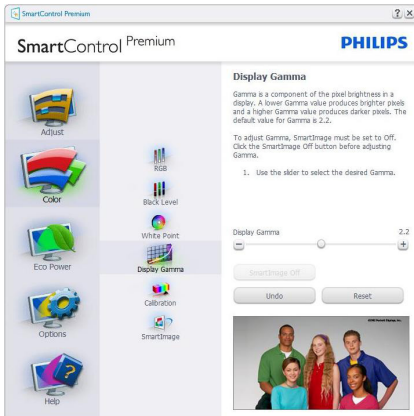 SmartControl Premium
SmartControl Premium
PHILIPS
Adjust
Color
Eco Power
Options
Help
RGB
Black Level
White Point
Display Gamma
Calibration
SmartImage
Display Gamma
Gamma is a component of the pixel brightness in a
display. A lower Gamma value produces brighter pixels
and a higher Gamma value produces darker pixels. The
default value for Gamma is 2.2.
To adjust Gamma, SmartImage must be set to Off.
Click the SmartImage Off button before adjusting
Gamma.
1. Use the slider to select the desired Gamma.
Display Gamma 2.2
SmartImage Off
Undo Reset